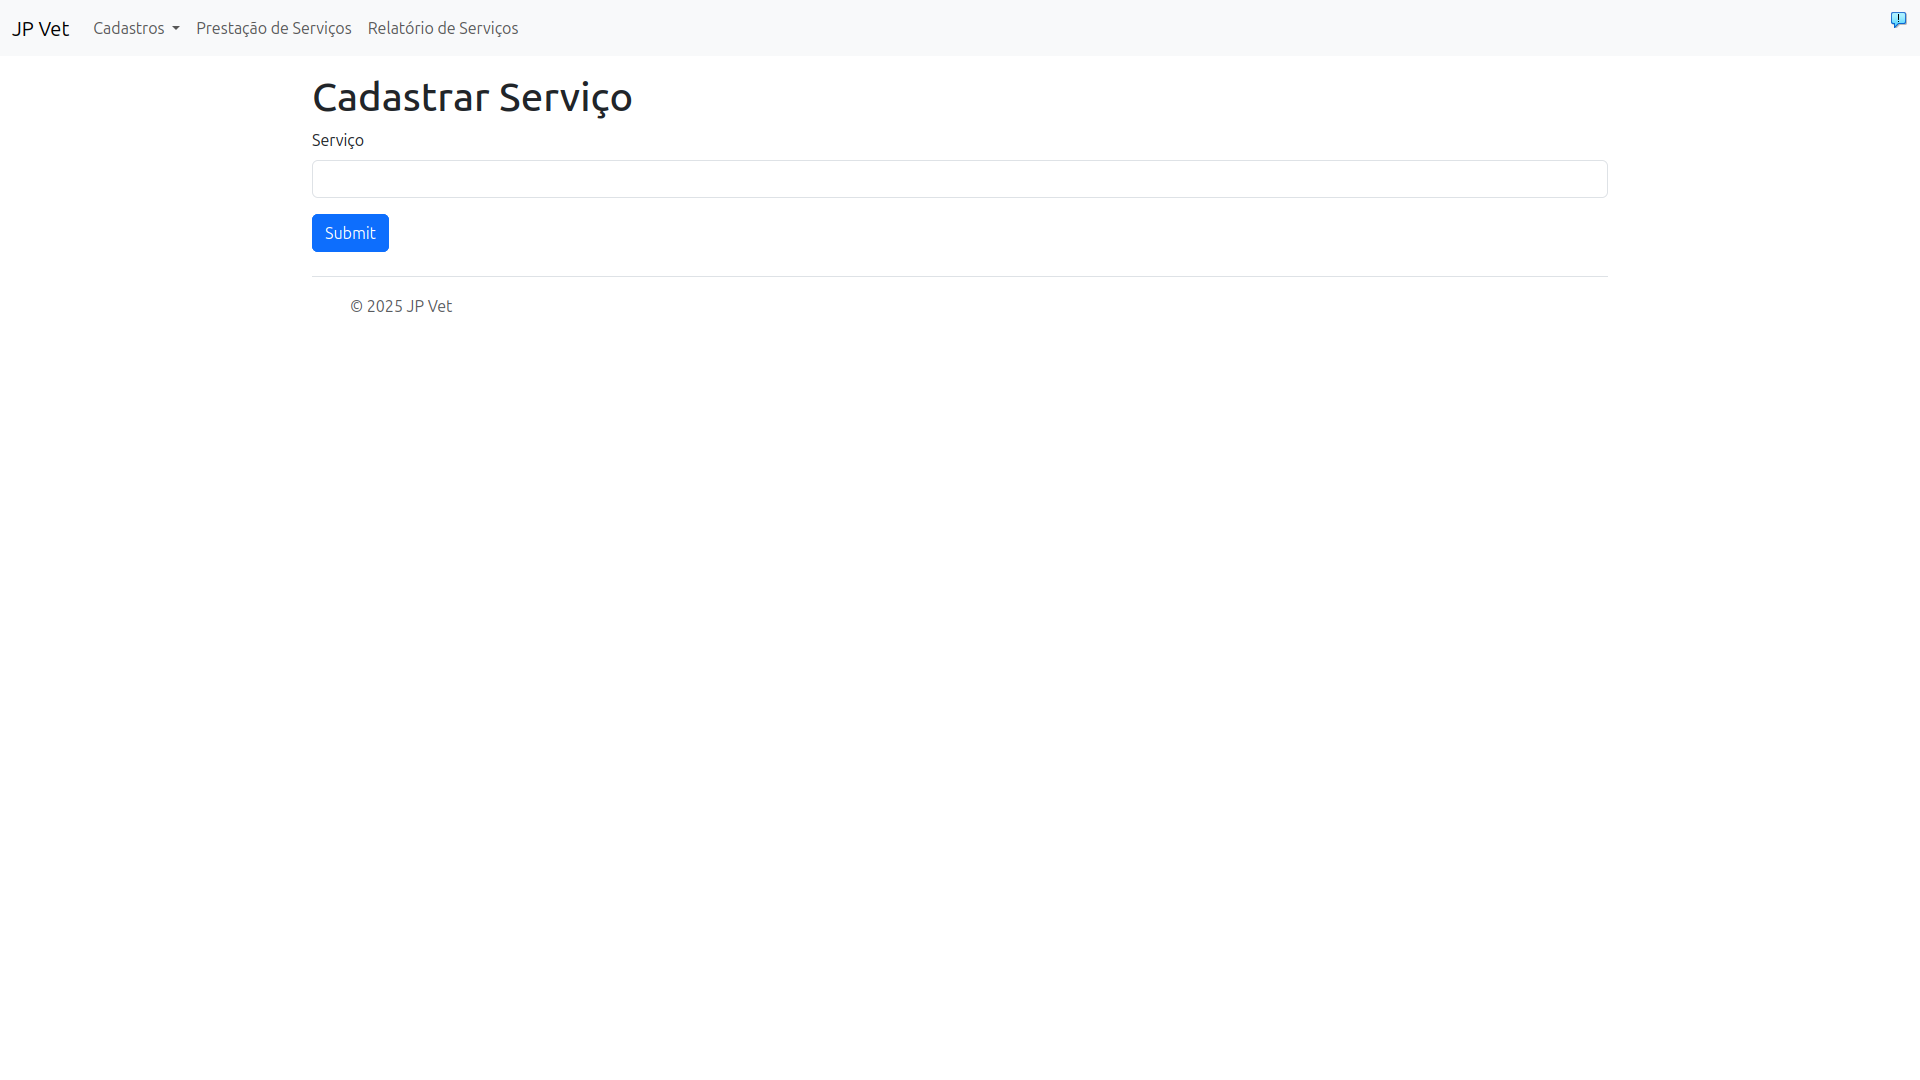 JP Vet
Cadastros
Prestação de Serviços
Relatório de Serviços
Cadastrar Serviço
Serviço
Submit
© 2025 JP Vet